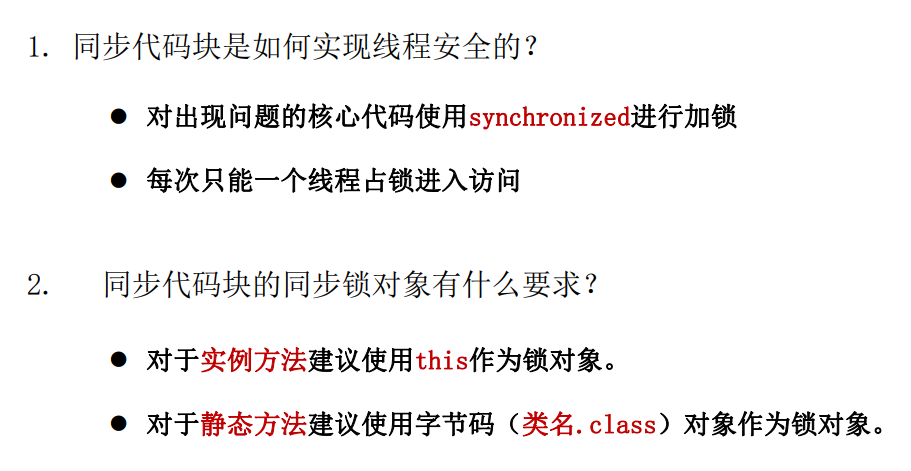 1. 同步代码块是如何实现线程安全的？
● 对出现问题的核心代码使用synchronized进行加锁
● 每次只能一个线程占锁进入访问
2. 同步代码块的同步锁对象有什么要求？
● 对于实例方法建议使用this作为锁对象。
● 对于静态方法建议使用字节码（类名.class）对象作为锁对象。